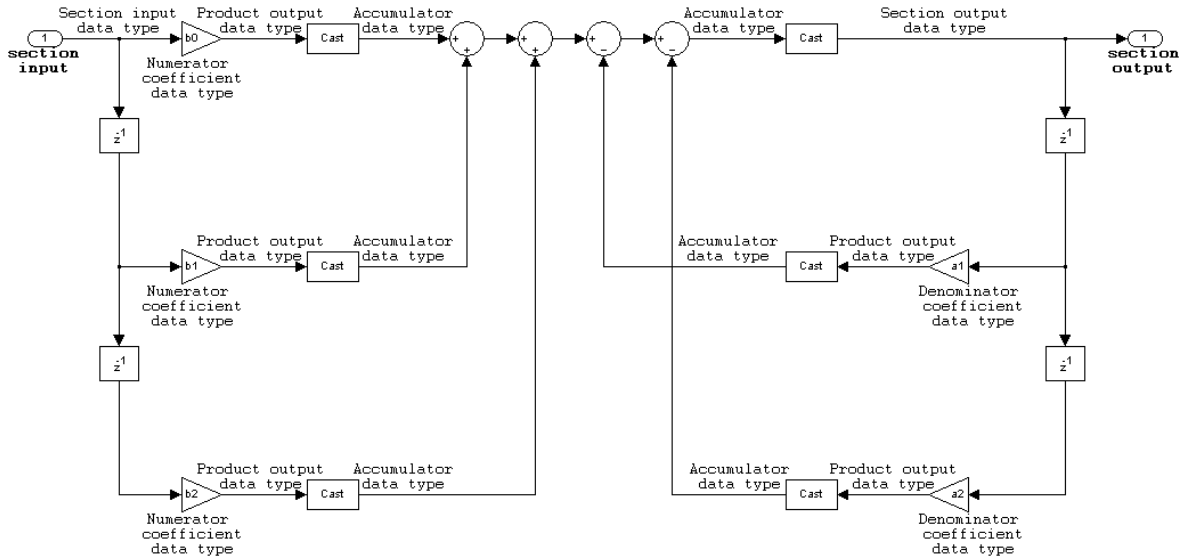 Section input
data type
Product output
data type
Accumulator
data type
Accumulator
data type
Section output
data type
1
section
input
b0
Cast
+
+
+
+
+
−
+
−
Cast
1
section
output
Numerator
coefficient
data type
z-1
z-1
Product output
data type
Accumulator
data type
Accumulator
data type
Product output
data type
b1
Cast
Cast
a1
Numerator
coefficient
data type
Denominator
coefficient
data type
z-1
z-1
Product output
data type
Accumulator
data type
Accumulator
data type
Product output
data type
b2
Cast
Cast
a2
Numerator
coefficient
data type
Denominator
coefficient
data type